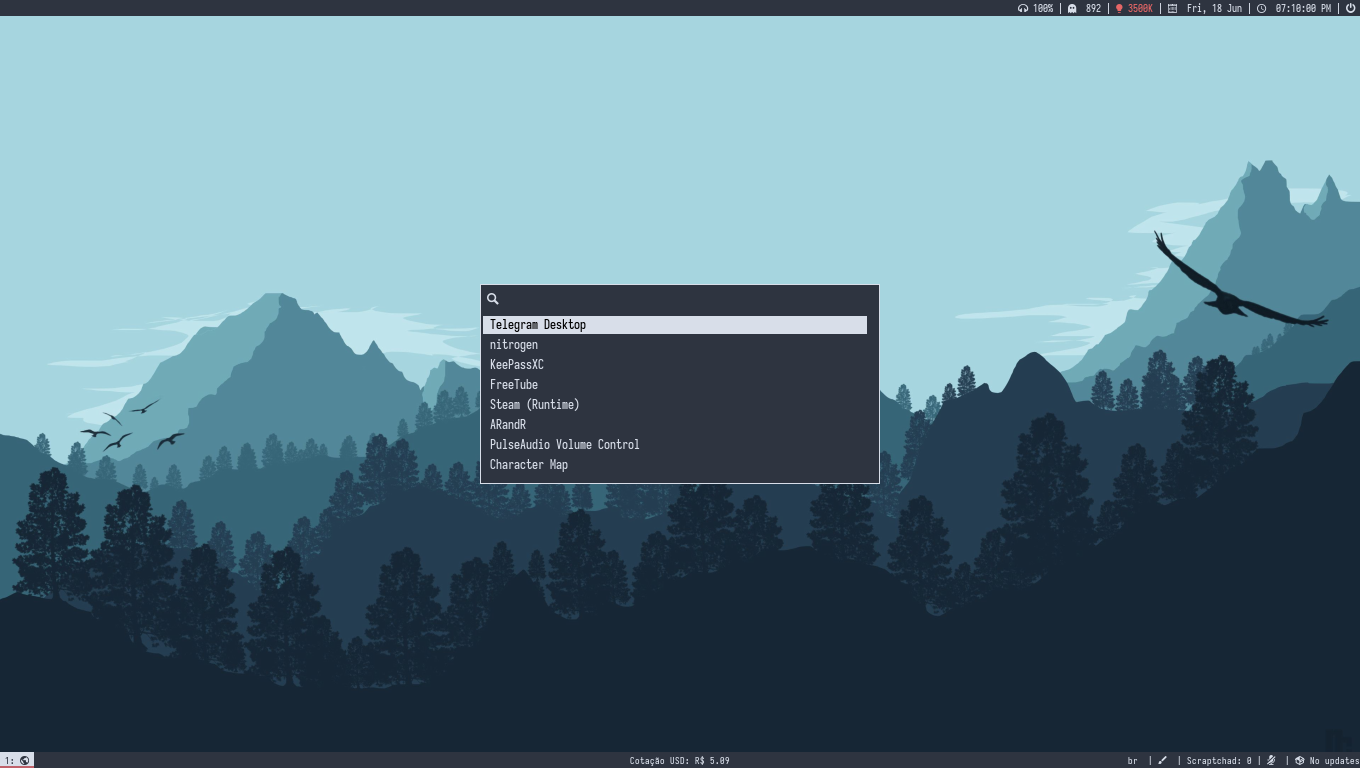 100% | 892 | 3500K | Fri, 18 Jun | 07:10:00 PM |
Telegram Desktop
nitrogen
KeePassXC
FreeTube
Steam (Runtime)
ARandR
PulseAudio Volume Control
Character Map
1: Cotação USD: R$ 5.09 br | | Scraptchad: 0 | | No updates